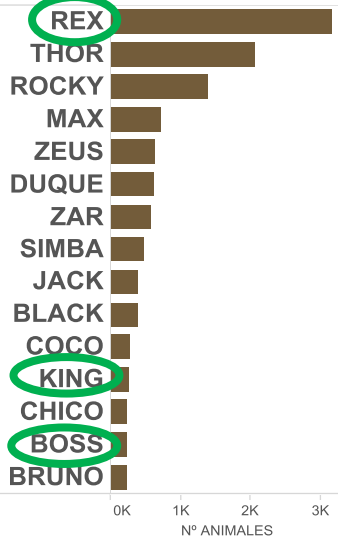 REX
THOR
ROCKY
MAX
ZEUS
DUQUE
ZAR
SIMBA
JACK
BLACK
COCO
KING
CHICO
BOSS
BRUNO
0K 1K 2K 3K
Nº ANIMALES